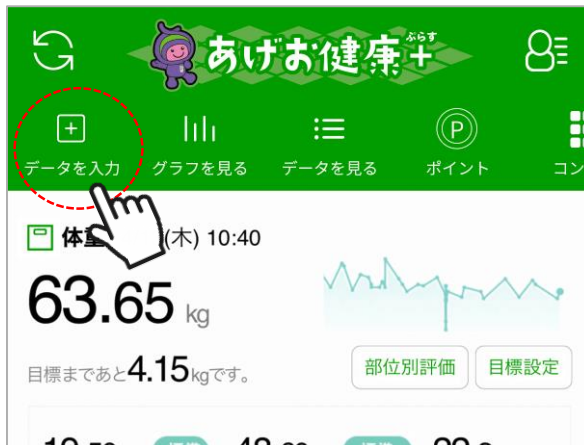 あげお健康＋
ぷらす
データを入力 グラフを見る データを見る ポイント コン
体重 (木) 10:40
63.65 kg
目標まであと4.15kgです。
部位別評価 目標設定